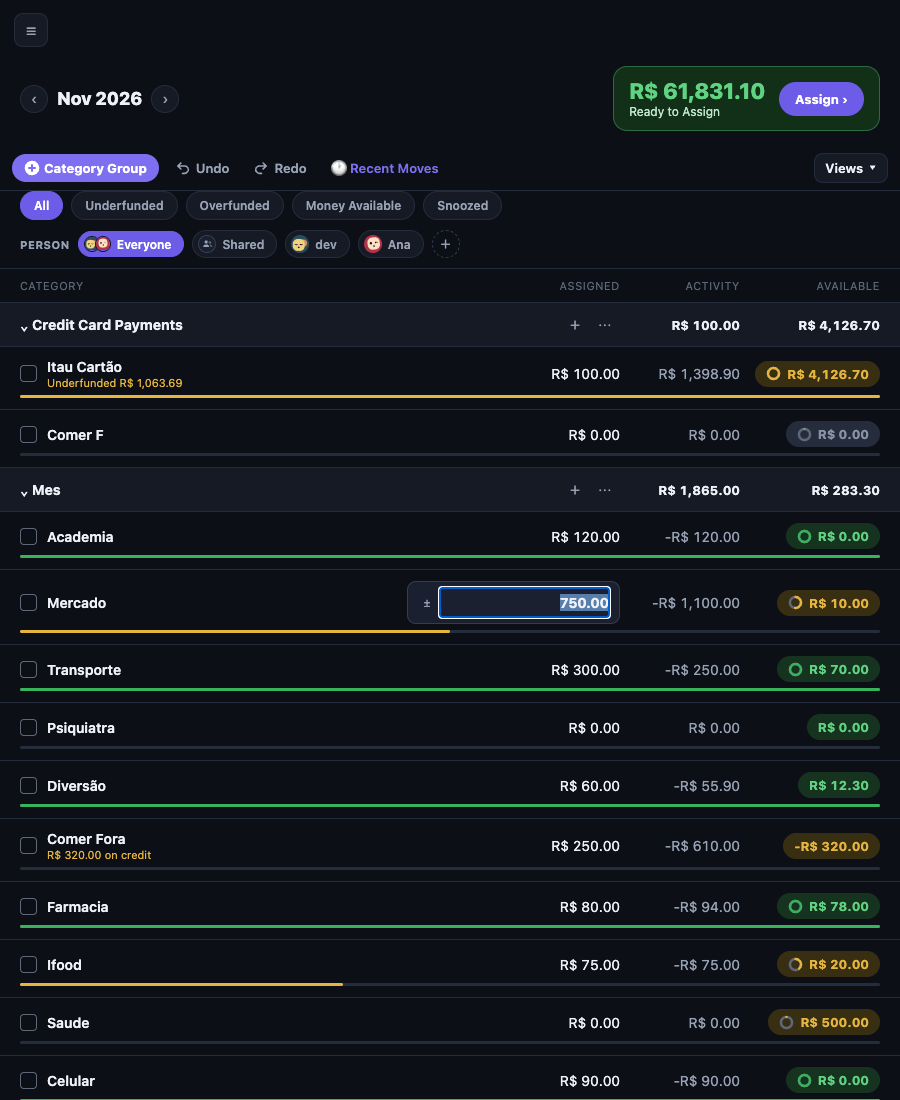 ≡
‹ Nov 2026 ›
R$ 61,831.10
Ready to Assign
Assign ›
Category Group Undo Redo Recent Moves Views ▾
All Underfunded Overfunded Money Available Snoozed
PERSON Everyone Shared dev Ana +
CATEGORY ASSIGNED ACTIVITY AVAILABLE
Credit Card Payments + ... R$ 100.00 R$ 4,126.70
Itau Cartão R$ 100.00 R$ 1,398.90 R$ 4,126.70
Underfunded R$ 1,063.69
Comer F R$ 0.00 R$ 0.00 R$ 0.00
Mes + ... R$ 1,865.00 R$ 283.30
Academia R$ 120.00 -R$ 120.00 R$ 0.00
Mercado ± 750.00 -R$ 1,100.00 R$ 10.00
Transporte R$ 300.00 -R$ 250.00 R$ 70.00
Psiquiatra R$ 0.00 R$ 0.00 R$ 0.00
Diversão R$ 60.00 -R$ 55.90 R$ 12.30
Comer Fora R$ 250.00 -R$ 610.00 -R$ 320.00
R$ 320.00 on credit
Farmacia R$ 80.00 -R$ 94.00 R$ 78.00
Ifood R$ 75.00 -R$ 75.00 R$ 20.00
Saude R$ 0.00 R$ 0.00 R$ 500.00
Celular R$ 90.00 -R$ 90.00 R$ 0.00